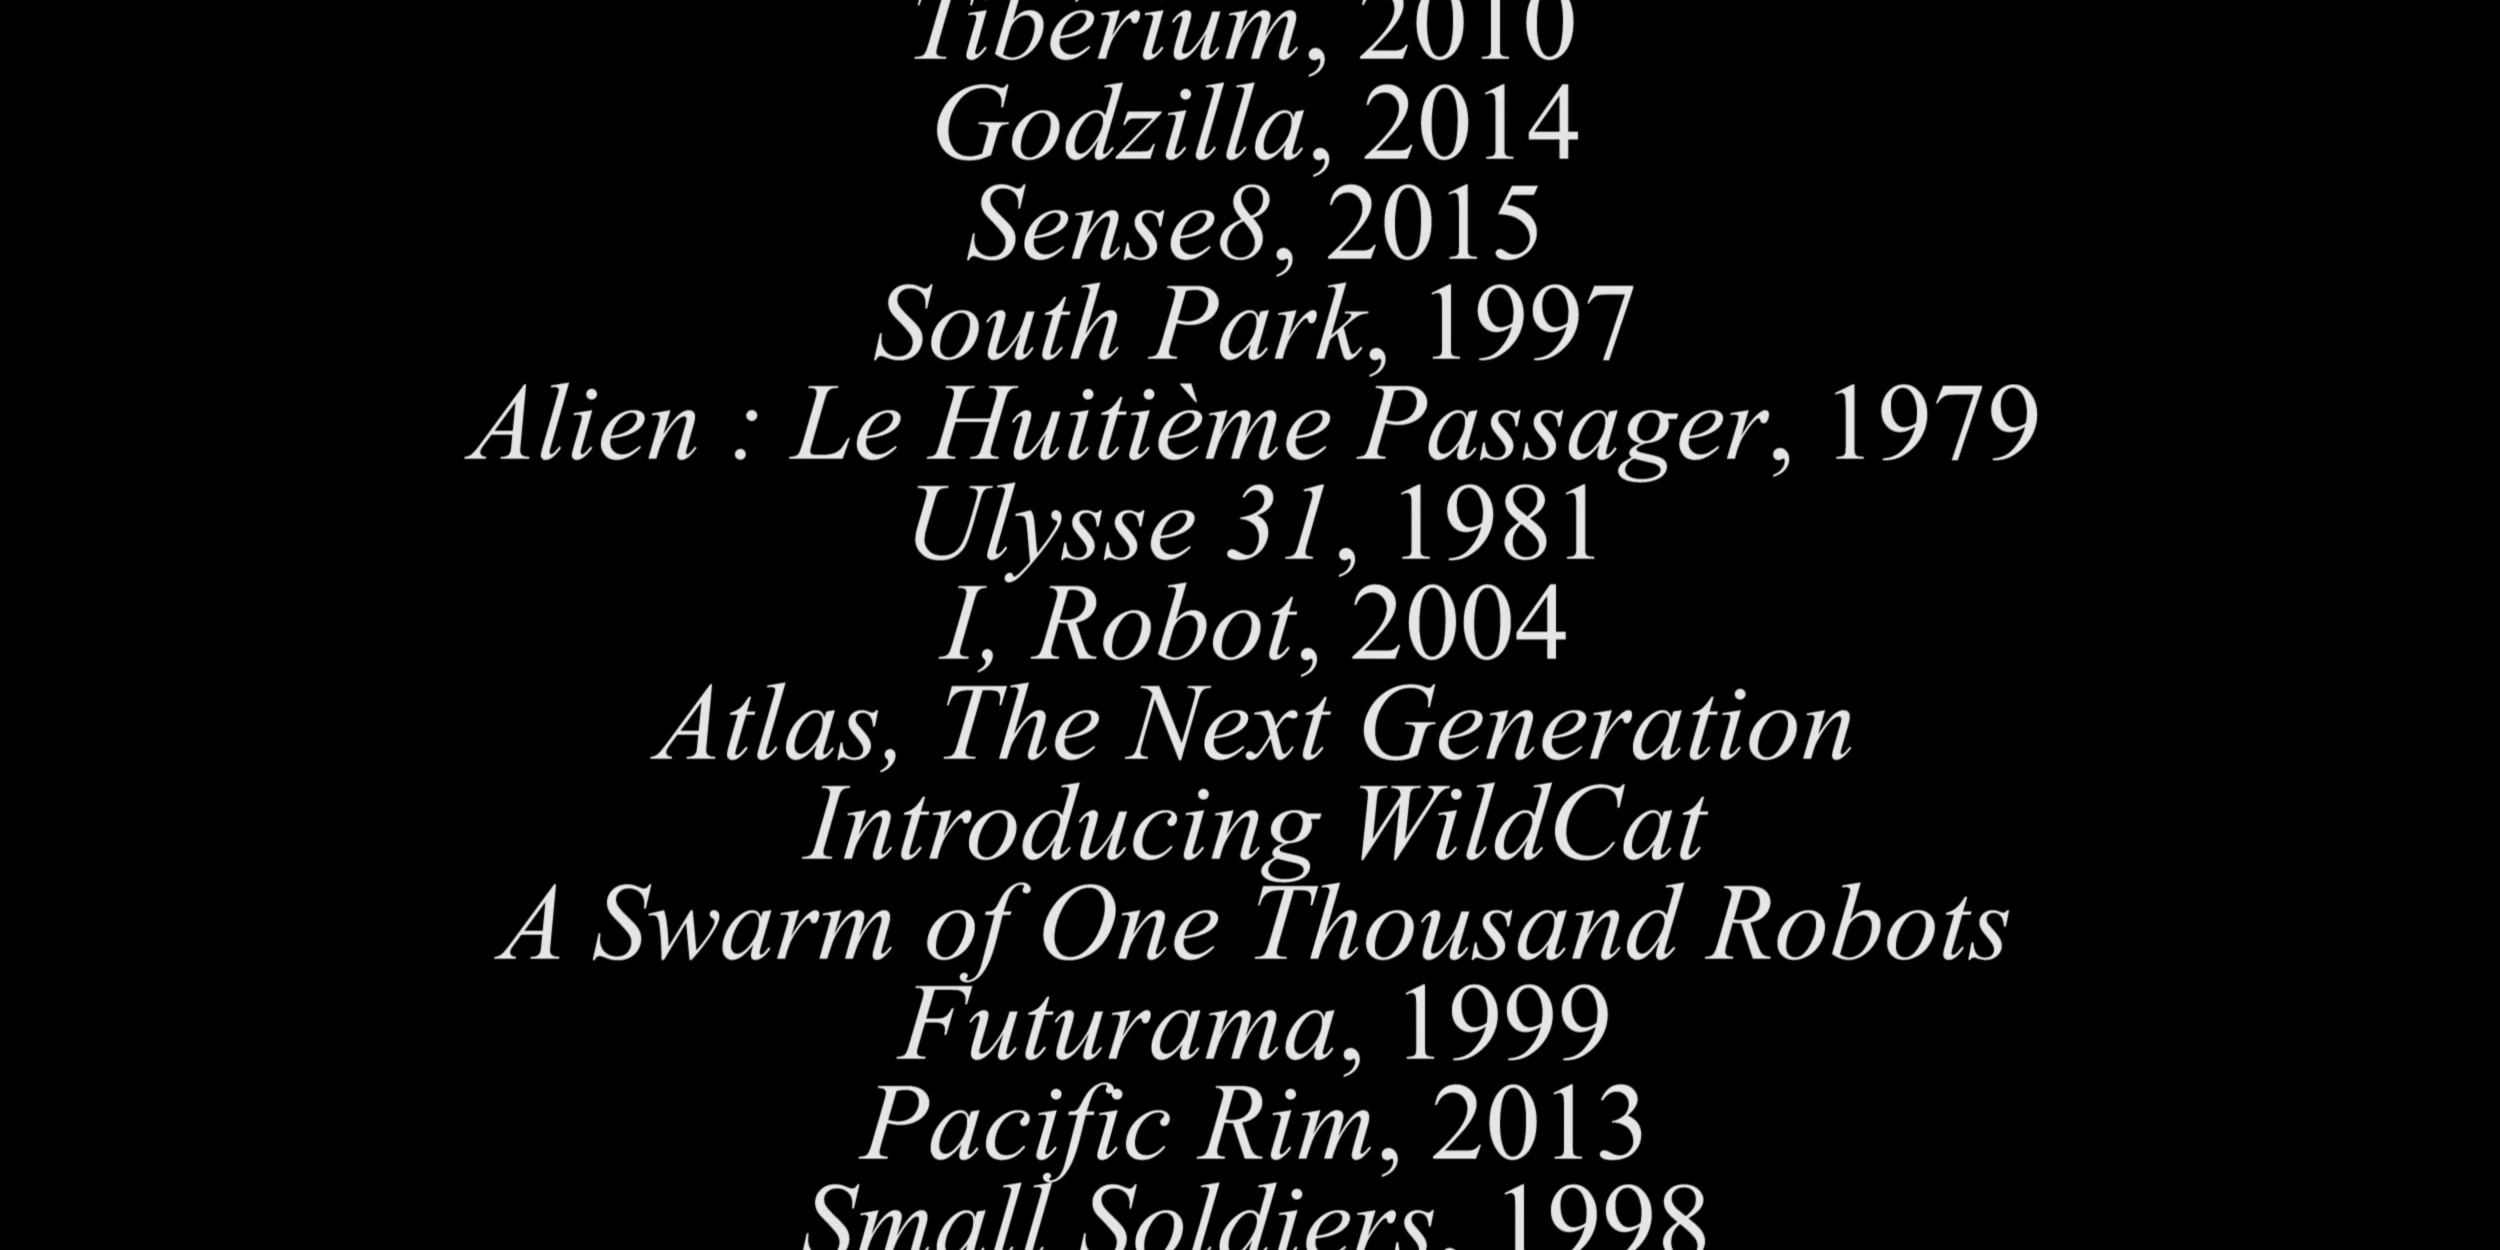 Tiberium, 2010
Godzilla, 2014
Sense8, 2015
South Park, 1997
Alien : Le Huitième Passager, 1979
Ulysse 31, 1981
I, Robot, 2004
Atlas, The Next Generation
Introducing WildCat
A Swarm of One Thousand Robots
Futurama, 1999
Pacific Rim, 2013
Small Soldiers, 1998